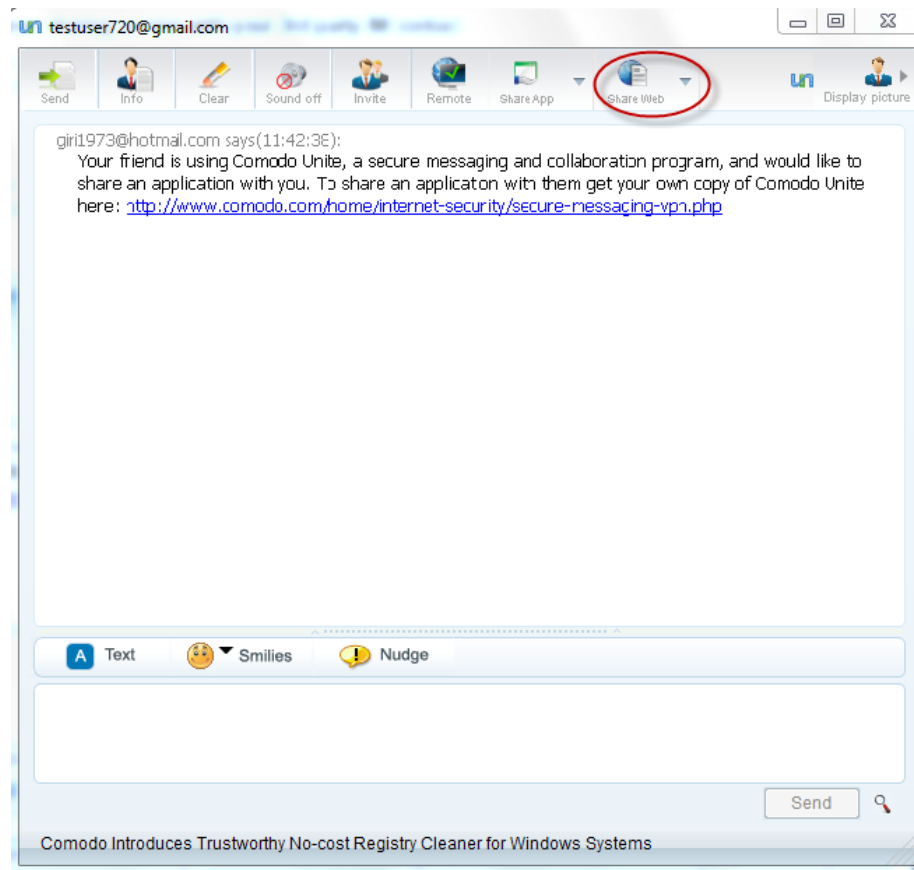 un testuser720@gmail.com
Send Info Clear Sound off Invite Remote Share App Share Web un Display picture
giri1973@hotmail.com says(11:42:38):
Your friend is using Comodo Unite, a secure messaging and collaboration program, and would like to
share an application with you. To share an applicaton with them get your own copy of Comodo Unite
here: http://www.comodo.com/home/internet-security/secure-messaging-vpn.php
A Text Smilies Nudge
Send
Comodo Introduces Trustworthy No-cost Registry Cleaner for Windows Systems